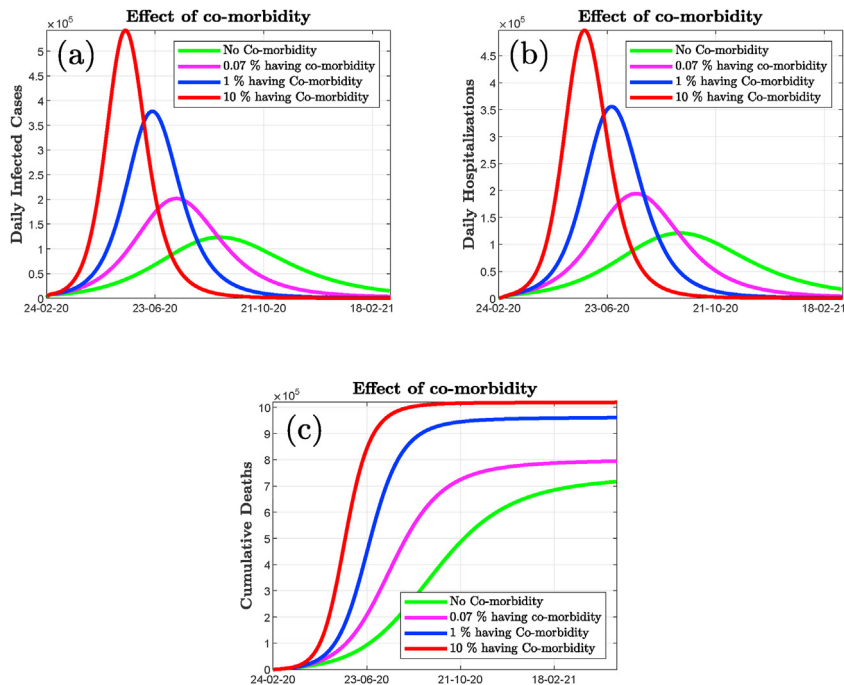 Effect of co-morbidity
×10⁵
(a)
No Co-morbidity
0.07 % having co-morbidity
1 % having Co-morbidity
10 % having Co-morbidity
Daily Infected Cases
5
4.5
4
3.5
3
2.5
2
1.5
1
0.5
0
24-02-20 23-06-20 21-10-20 18-02-21
Effect of co-morbidity
×10⁵
(b)
No Co-morbidity
0.07 % having co-morbidity
1 % having Co-morbidity
10 % having Co-morbidity
Daily Hospitalizations
4.5
4
3.5
3
2.5
2
1.5
1
0.5
0
24-02-20 23-06-20 21-10-20 18-02-21
Effect of co-morbidity
×10⁵
(c)
Cumulative Deaths
10
9
8
7
6
5
4
3
2
1
0
No Co-morbidity
0.07 % having co-morbidity
1 % having Co-morbidity
10 % having Co-morbidity
24-02-20 23-06-20 21-10-20 18-02-21